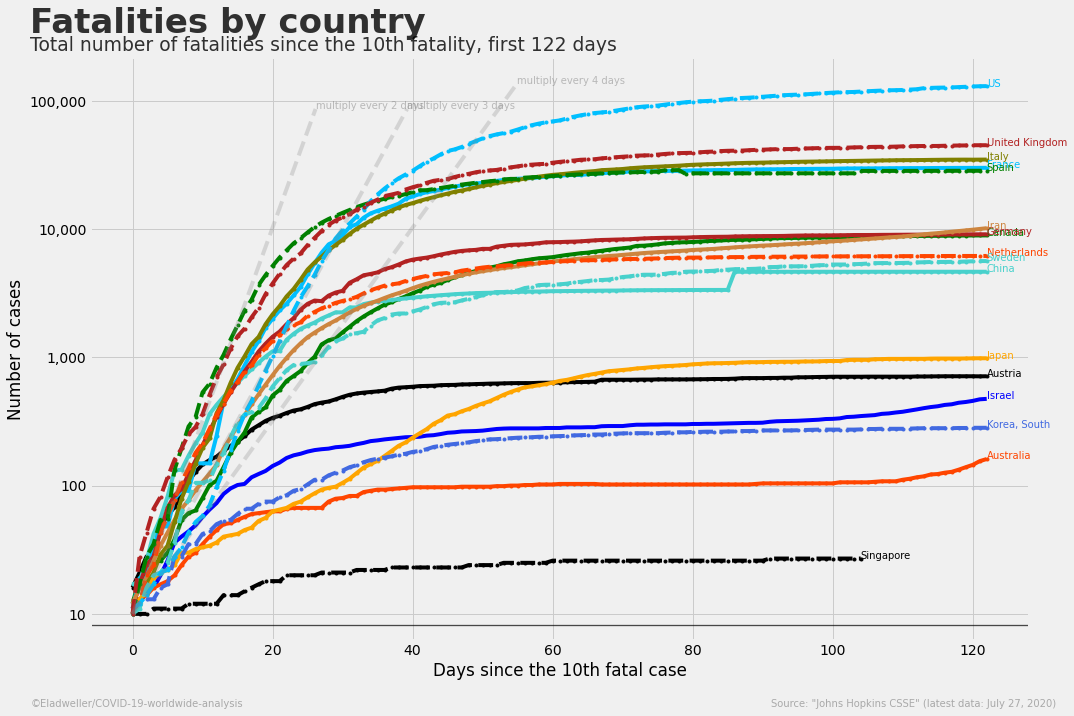 Fatalities by country
Total number of fatalities since the 10th fatality, first 122 days
multiply every 2 days
multiply every 3 days
multiply every 4 days
100,000
10,000
1,000
100
10
Number of cases
US
United Kingdom
Italy
France
Spain
Iran
Germany
Canada
Netherlands
Sweden
China
Japan
Austria
Israel
Korea, South
Australia
Singapore
0
20
40
60
80
100
120
Days since the 10th fatal case
©Eladweller/COVID-19-worldwide-analysis
Source: "Johns Hopkins CSSE" (latest data: July 27, 2020)